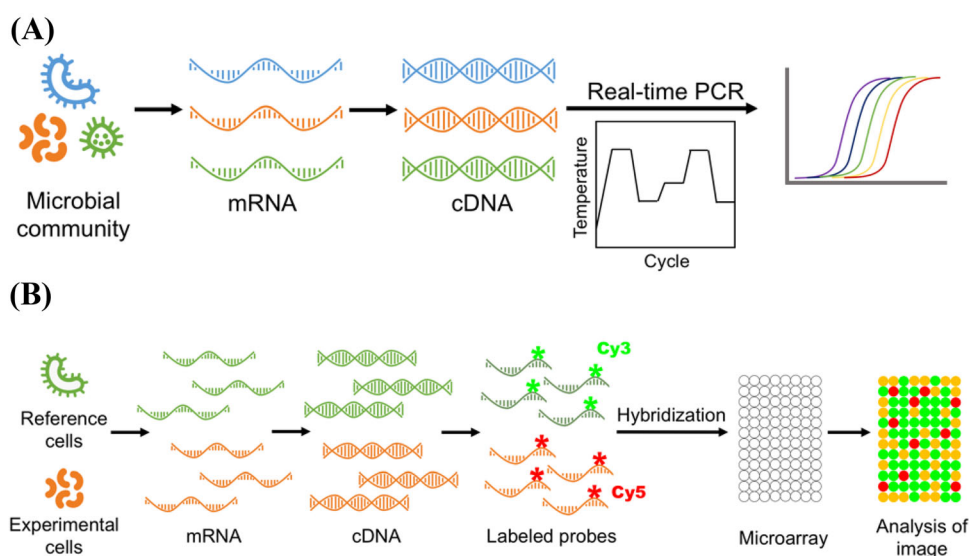 (A)
Microbial
community
mRNA
cDNA
Real-time PCR
Temperature
Cycle
(B)
Reference
cells
Experimental
cells
mRNA
cDNA
Cy3
Cy5
Labeled probes
Hybridization
Microarray
Analysis of
image